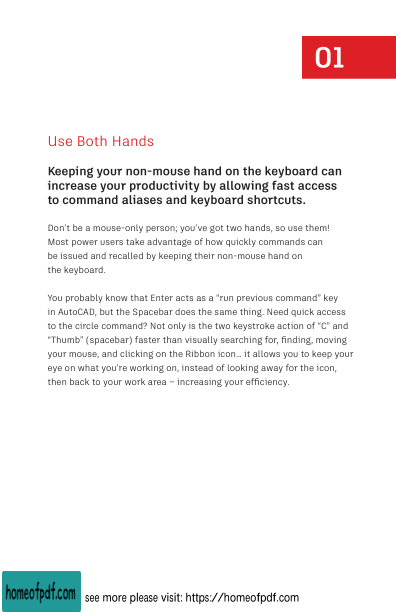 01
Use Both Hands
Keeping your non-mouse hand on the keyboard can
increase your productivity by allowing fast access
to command aliases and keyboard shortcuts.
Don't be a mouse-only person; you've got two hands, so use them!
Most power users take advantage of how quickly commands can
be issued and recalled by keeping their non-mouse hand on
the keyboard.
You probably know that Enter acts as a "run previous command" key
in AutoCAD, but the Spacebar does the same thing. Need quick access
to the circle command? Not only is the two keystroke action of "C" and
"Thumb" (spacebar) faster than visually searching for, finding, moving
your mouse, and clicking on the Ribbon icon… it allows you to keep your
eye on what you're working on, instead of looking away for the icon,
then back to your work area – increasing your efficiency.
homeofpdf.com
see more please visit: https://homeofpdf.com